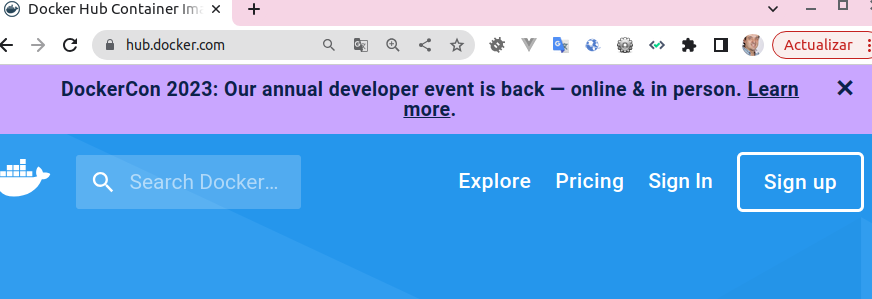 Docker Hub Container Im
hub.docker.com
Actualizar
DockerCon 2023: Our annual developer event is back — online & in person. Learn
more.
Search Docker...
Explore Pricing Sign In Sign up